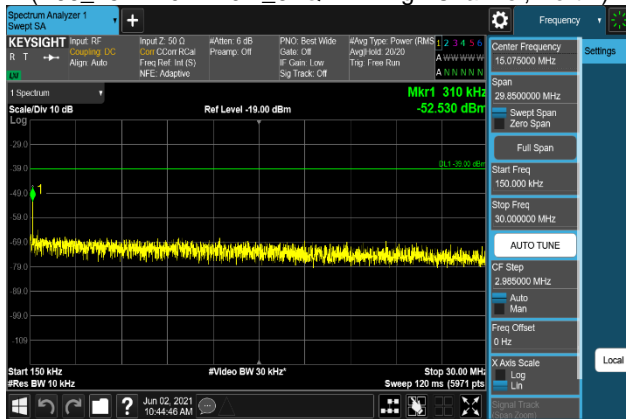 Spectrum Analyzer 1
Swept SA
Frequency
KEYSIGHT
R T
LU
Input: RF
Coupling: DC
Align: Auto
Input Z: 50 Ω
Corr CCorr RCal
Freq Ref: Int (S)
NFE: Adaptive
#Atten: 6 dB
Preamp: Off
PNO: Best Wide
Gate: Off
IF Gain: Low
Sig Track: Off
#Avg Type: Power (RMS
Avg|Hold: 20/20
Trig: Free Run
1 2 3 4 5 6
A W W W W W
A N N N N N
1 Spectrum
Scale/Div 10 dB
Log
Ref Level -19.00 dBm
Mkr1 310 kHz
-52.530 dBm
DL1 -39.00 dBm
1
-29.0
-39.0
-49.0
-59.0
-69.0
-79.0
-89.0
-99.0
-109
Start 150 kHz
#Res BW 10 kHz
#Video BW 30 kHz*
Stop 30.00 MHz
Sweep 120 ms (5971 pts
Jun 02, 2021
10:44:46 AM
Center Frequency
15.075000 MHz
Settings
Span
29.8500000 MHz
Swept Span
Zero Span
Full Span
Start Freq
150.000 kHz
Stop Freq
30.000000 MHz
AUTO TUNE
CF Step
2.985000 MHz
Auto
Man
Freq Offset
0 Hz
X Axis Scale
Log
Lin
Local
Signal Track
(Span Zoom)